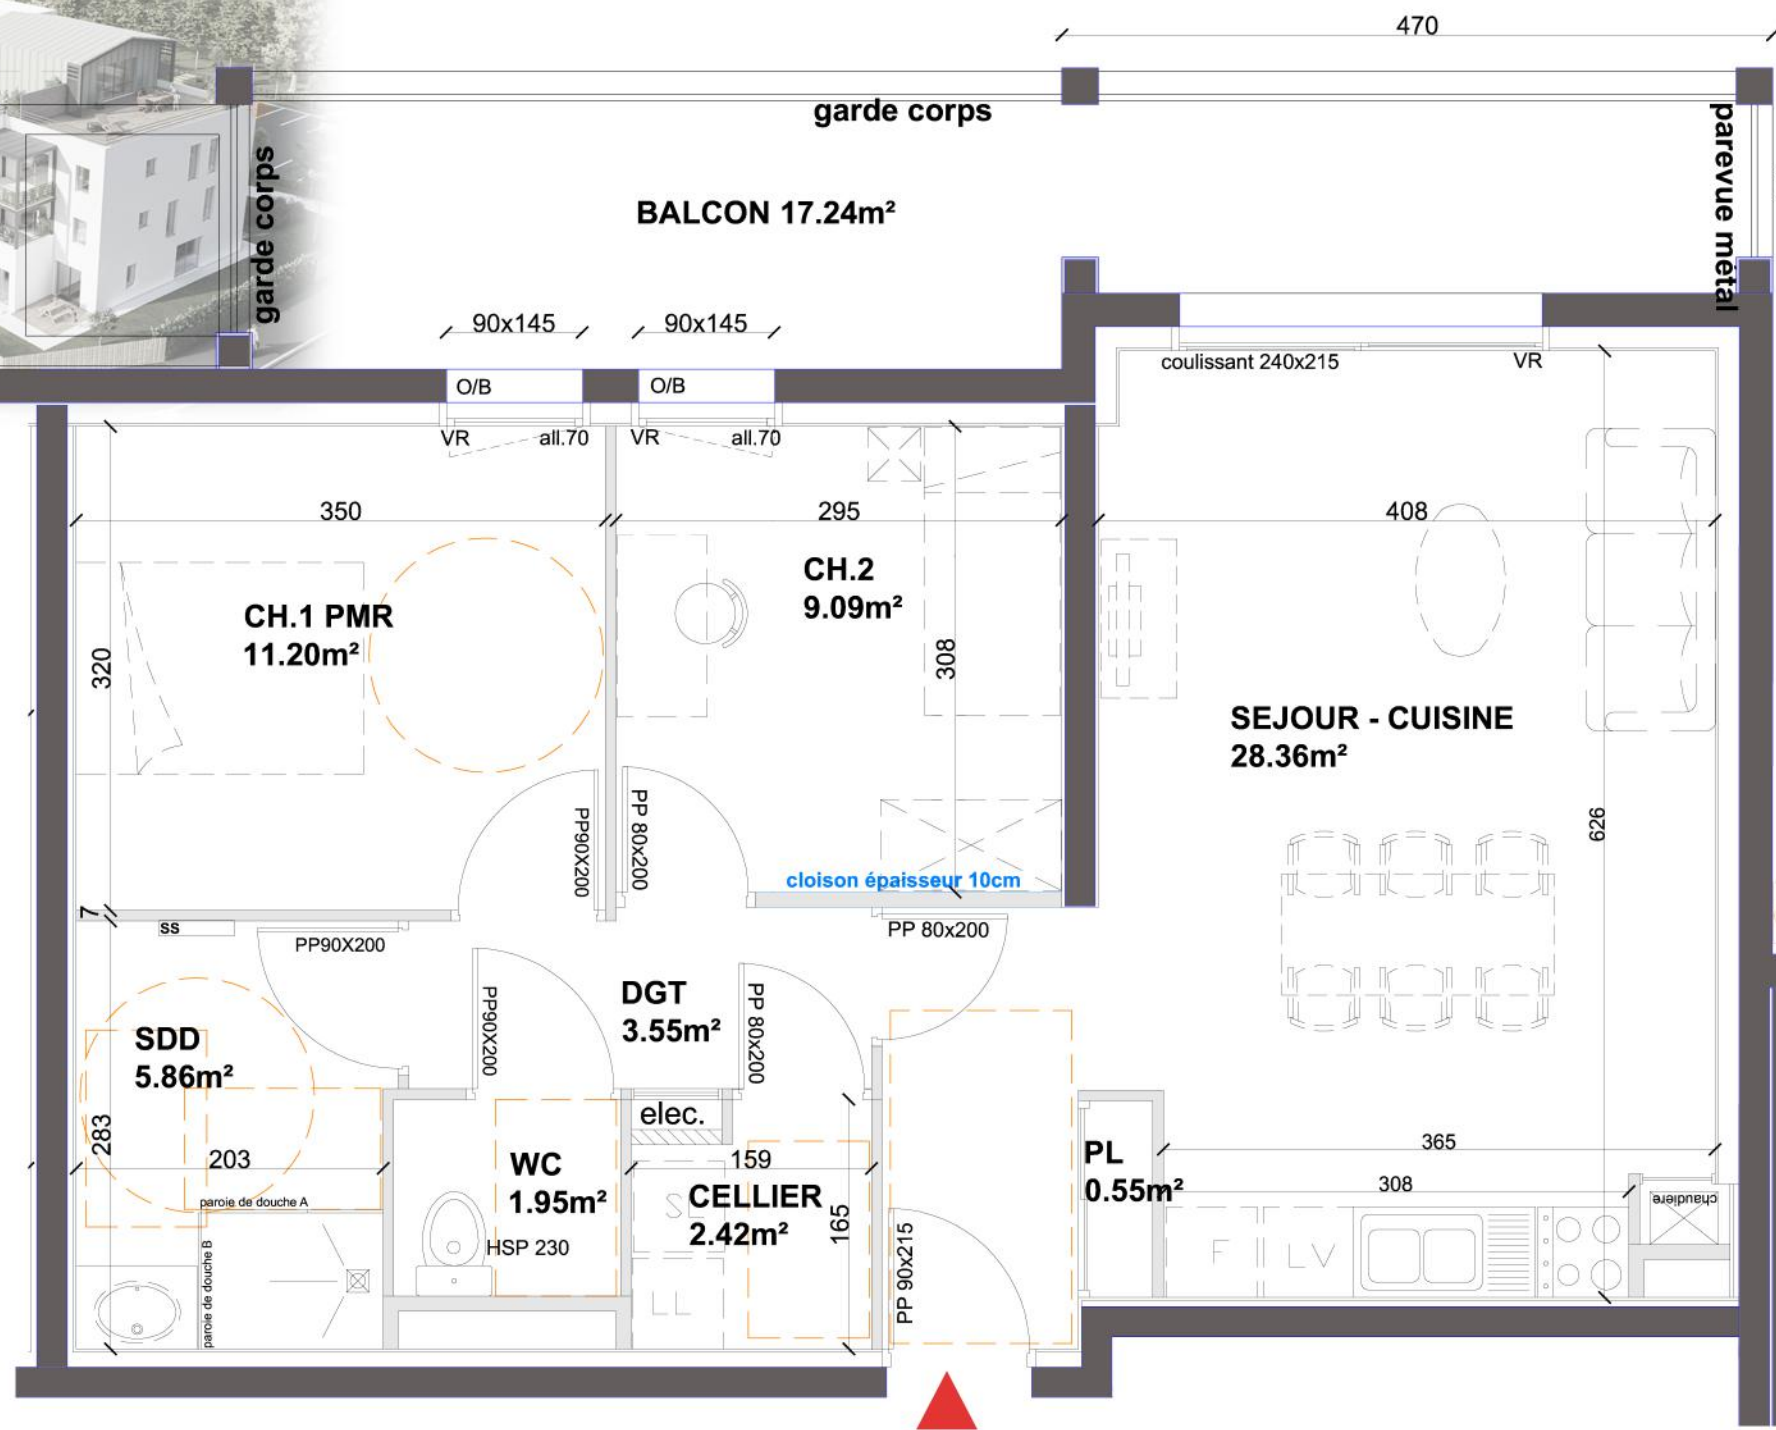 470
garde corps
parevue métal
garde corps
BALCON 17.24m²
90x145
90x145
O/B
O/B
coulissant 240x215
VR
VR
all.70
VR
all.70
350
295
408
CH.1 PMR
11.20m²
CH.2
9.09m²
320
308
SEJOUR - CUISINE
28.36m²
626
PP90X200
PP 80x200
cloison épaisseur 10cm
7
SS
PP90X200
PP 80x200
PP90X200
DGT
3.55m²
PP 80x200
SDD
5.86m²
elec.
283
203
WC
1.95m²
159
PL
0.55m²
365
308
chaudiere
paroie de douche A
SL
CELLIER
2.42m²
165
HSP 230
paroie de douche B
LL
PP 90x215
F
LV